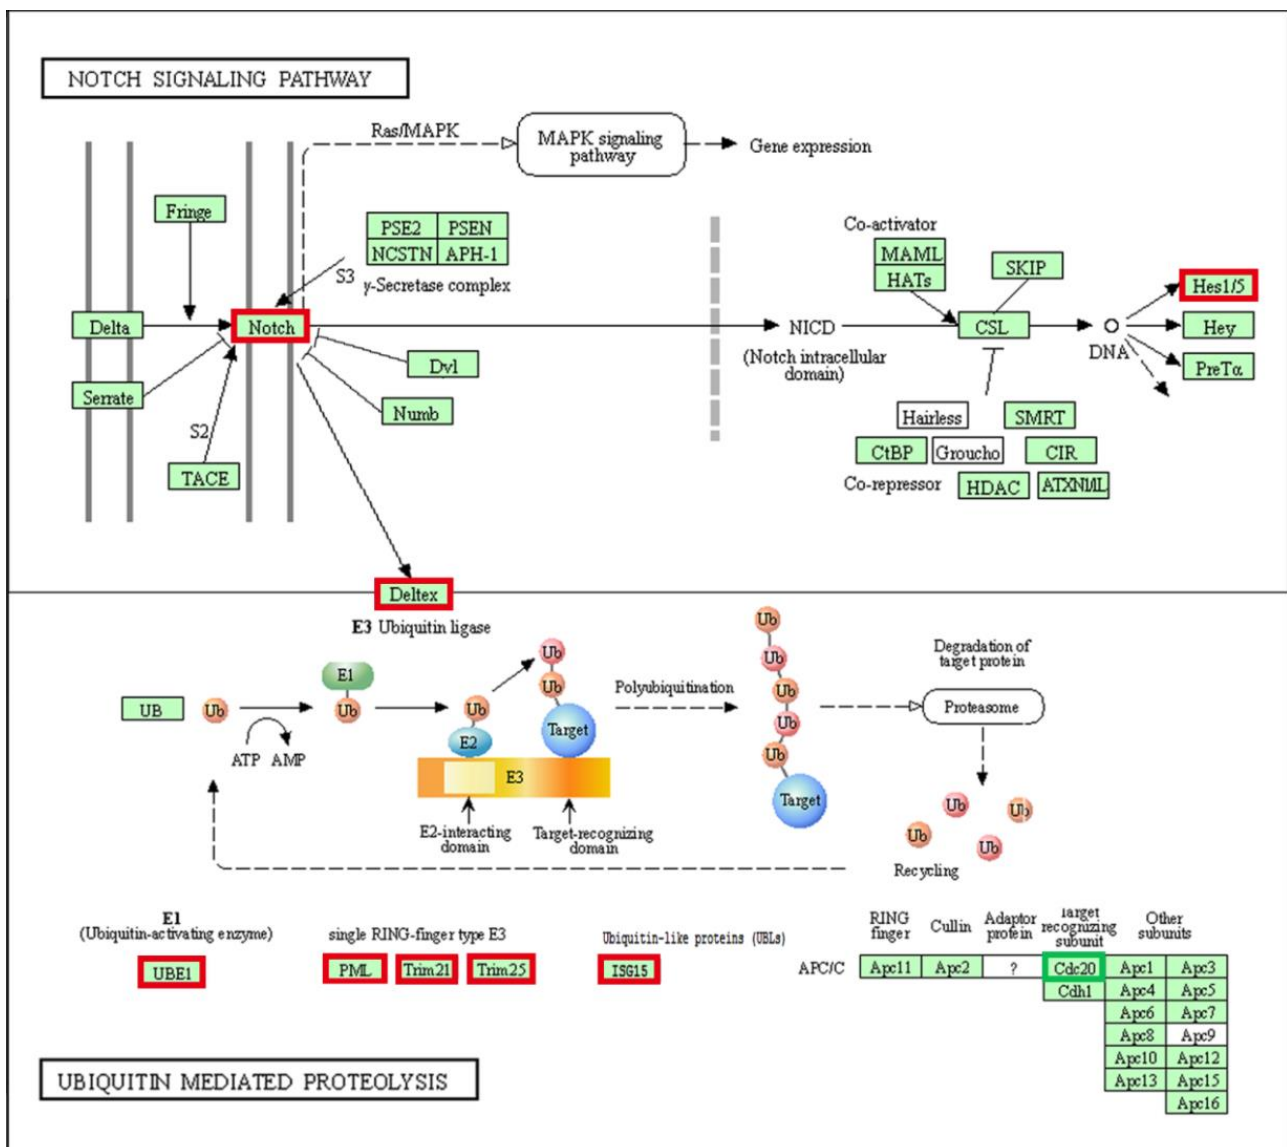 NOTCH SIGNALING PATHWAY
Ras/MAPK
MAPK signaling
pathway
Gene expression
Fringe
PSE2
PSEN
NCSTN
APH-1
γ-Secretase complex
S3
Co-activator
MAML
HATs
SKIP
Hes1/5
Delta
Notch
NICD
(Notch intracellular
domain)
CSL
DNA
Hey
PreTα
Dvl
Serrate
Numb
S2
TACE
Hairless
SMRT
CtBP
Groucho
CIR
Co-repressor
HDAC
Deltex
E3 Ubiquitin ligase
UB
Ub
ATP
AMP
E1
Ub
Ub
E2
Ub
Ub
Target
E3
E2-interacting
domain
Target-recognizing
domain
Polyubiquitination
Ub
Ub
Ub
Ub
Ub
Target
Degradation of
target protein
Proteasome
Ub
Ub
Ub
Ub
Recycling
E1
(Ubiquitin-activating enzyme)
UBE1
single RING-finger type E3
PML
Trim21
Trim25
Ubiquitin-like proteins (UBLs)
ISG15
RING
finger
Cullin
Adaptor
protein
Target
recognizing
subunit
Other
subunits
APC/C
Apc11
Apc2
?
Cdc20
Apc1
Apc3
Cdh1
Apc4
Apc5
Apc6
Apc7
Apc8
Apc9
Apc10
Apc12
Apc13
Apc15
Apc16
UBIQUITIN MEDIATED PROTEOLYSIS